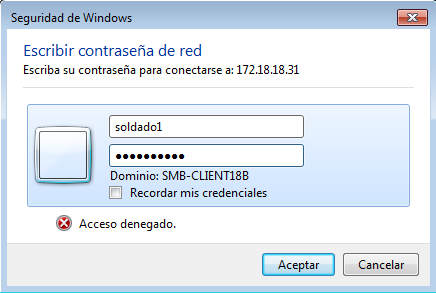 Seguridad de Windows
Escribir contraseña de red
Escriba su contraseña para conectarse a: 172.18.18.31
soldado1
●●●●●●●●●●
Dominio: SMB-CLIENT18B
Recordar mis credenciales
Acceso denegado.
Aceptar
Cancelar